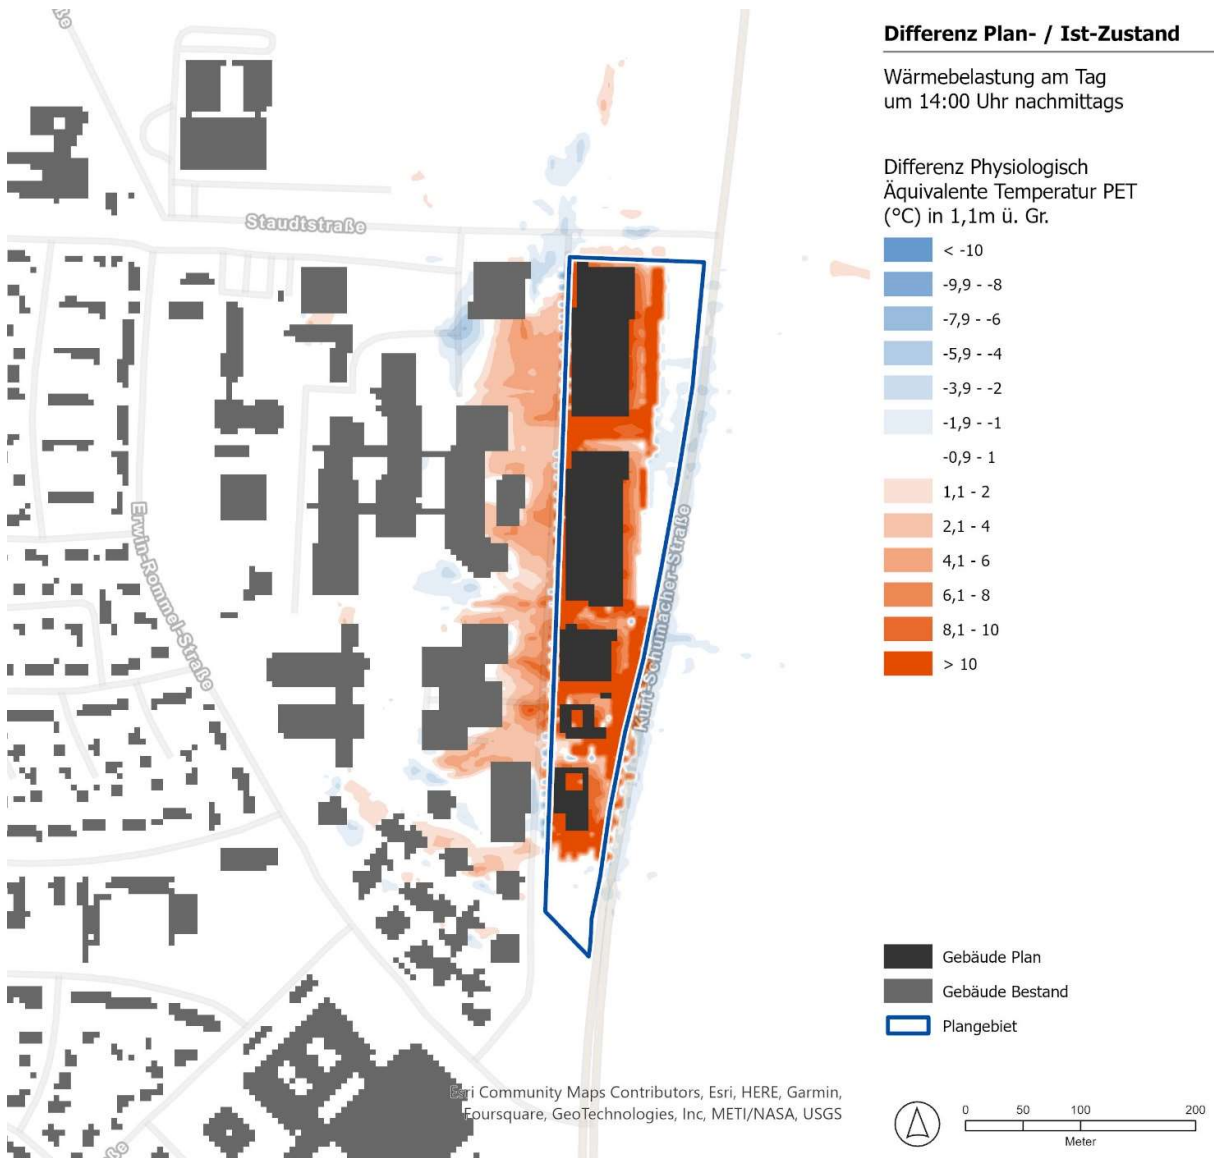 Differenz Plan- / Ist-Zustand
Wärmebelastung am Tag
um 14:00 Uhr nachmittags
Differenz Physiologisch
Äquivalente Temperatur PET
(°C) in 1,1m ü. Gr.
< -10
-9,9 - -8
-7,9 - -6
-5,9 - -4
-3,9 - -2
-1,9 - -1
-0,9 - 1
1,1 - 2
2,1 - 4
4,1 - 6
6,1 - 8
8,1 - 10
> 10
Gebäude Plan
Gebäude Bestand
Plangebiet
0 50 100 200
Meter
Staudtstraße
Erwin-Rommel-Straße
Kurt-Schumacher-Straße
Esri Community Maps Contributors, Esri, HERE, Garmin,
Foursquare, GeoTechnologies, Inc, METI/NASA, USGS